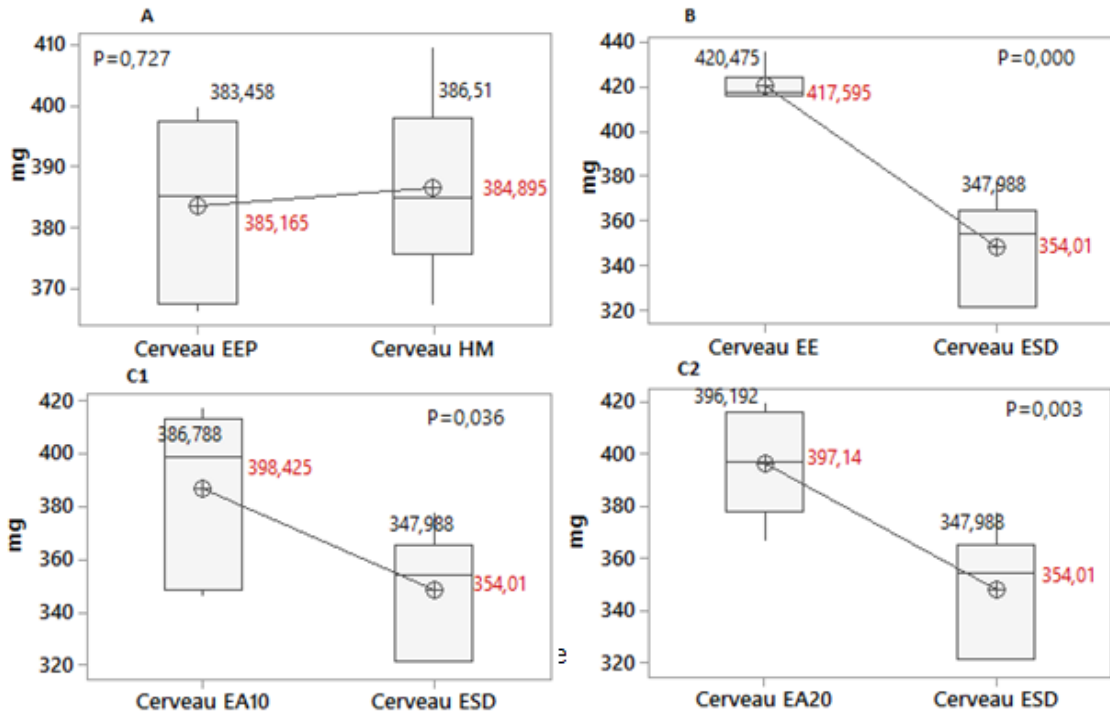 A
P=0,727
383,458
386,51
385,165
384,895
410
400
390
380
370
mg
Cerveau EEP
Cerveau HM
B
P=0,000
420,475
417,595
347,988
354,01
440
420
400
380
360
340
320
mg
Cerveau EE
Cerveau ESD
C1
P=0,036
386,788
398,425
347,988
354,01
420
400
380
360
340
320
mg
Cerveau EA10
Cerveau ESD
e
C2
P=0,003
396,192
397,14
347,988
354,01
420
400
380
360
340
320
mg
Cerveau EA20
Cerveau ESD